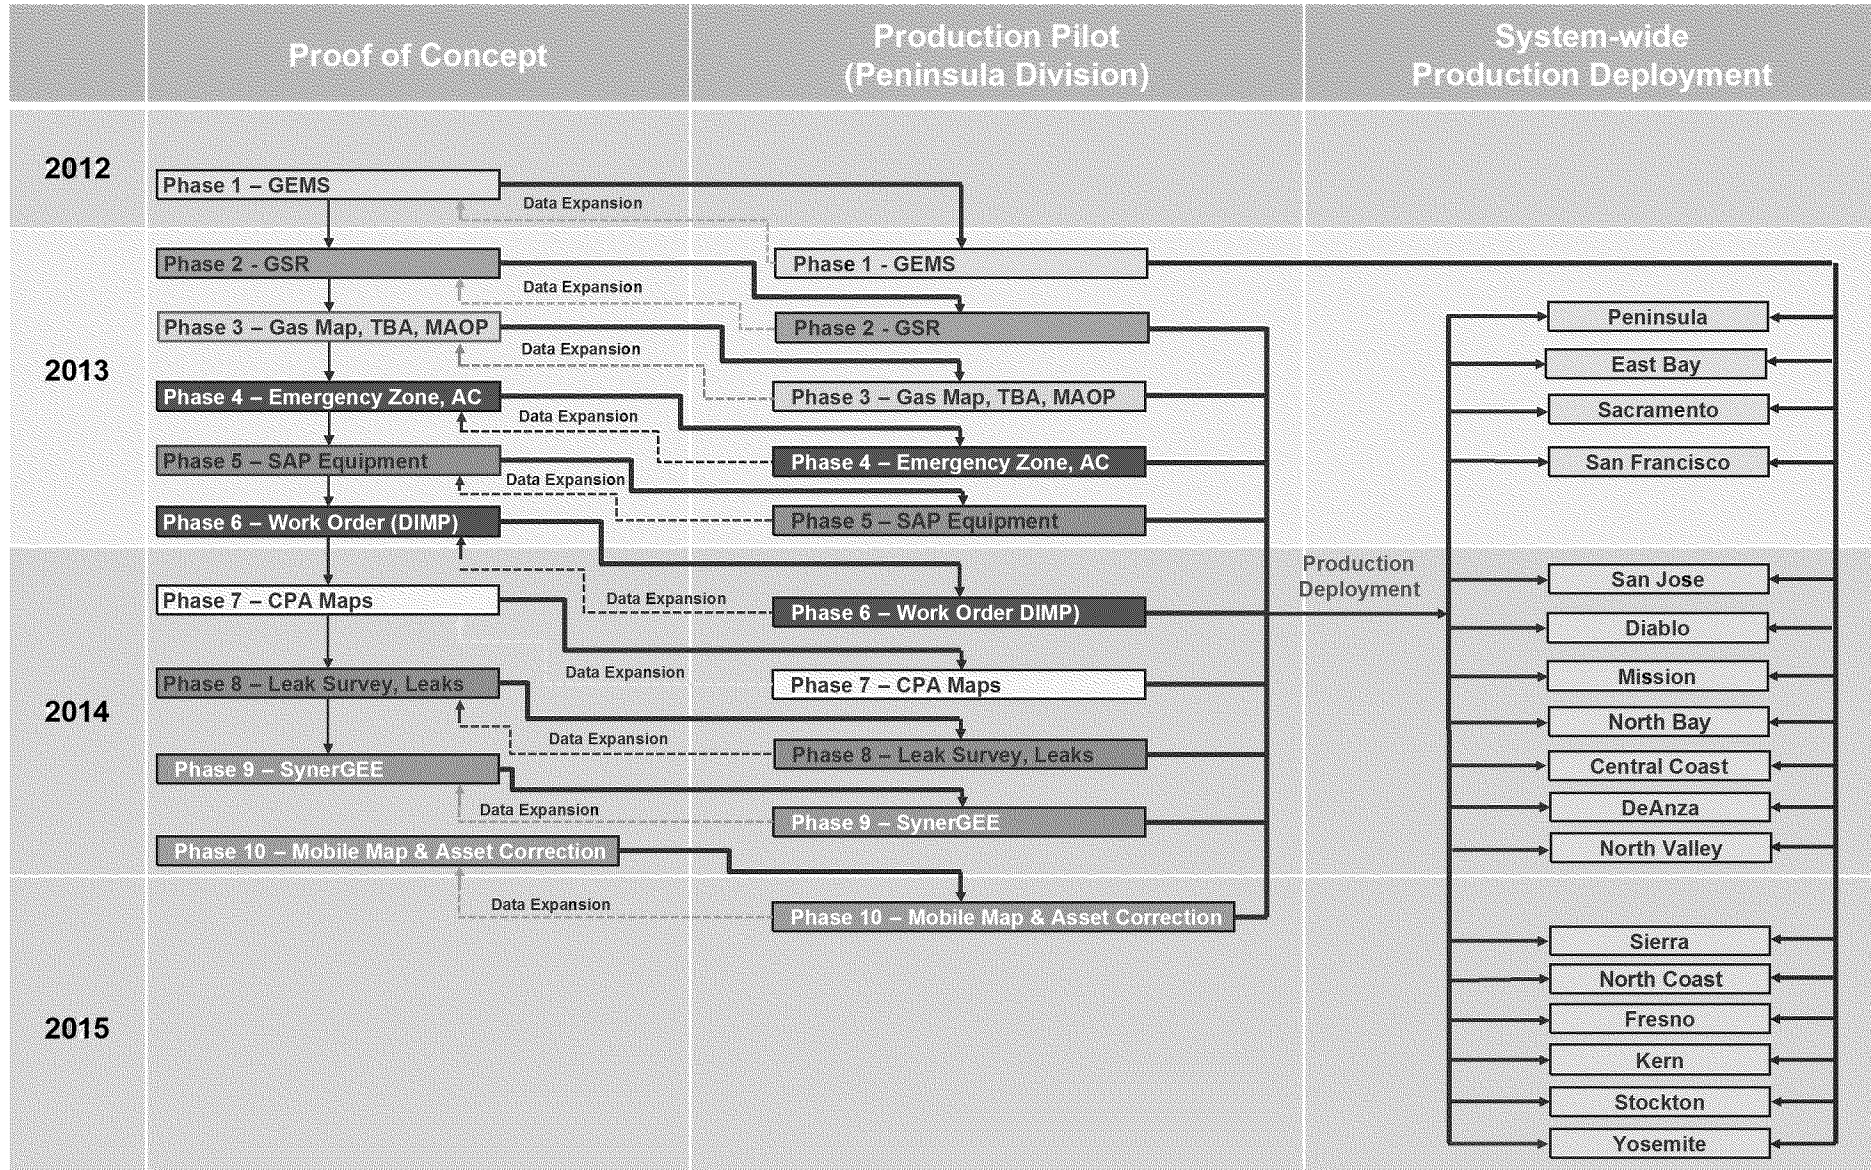 Proof of Concept
Production Pilot
(Peninsula Division)
System-wide
Production Deployment
2012
Phase 1 – GEMS
Data Expansion
2013
Phase 2 - GSR
Phase 1 - GEMS
Data Expansion
Phase 3 – Gas Map, TBA, MAOP
Phase 2 - GSR
Data Expansion
Phase 4 – Emergency Zone, AC
Phase 3 – Gas Map, TBA, MAOP
Data Expansion
Phase 5 – SAP Equipment
Phase 4 – Emergency Zone, AC
Data Expansion
Phase 6 – Work Order (DIMP)
Phase 5 – SAP Equipment
Peninsula
East Bay
Sacramento
San Francisco
2014
Phase 7 – CPA Maps
Data Expansion
Phase 6 – Work Order DIMP)
Production
Deployment
Data Expansion
Phase 8 – Leak Survey, Leaks
Phase 7 – CPA Maps
Data Expansion
Phase 9 – SynerGEE
Phase 8 – Leak Survey, Leaks
Data Expansion
Phase 9 – SynerGEE
Phase 10 – Mobile Map & Asset Correction
San Jose
Diablo
Mission
North Bay
Central Coast
DeAnza
North Valley
2015
Data Expansion
Phase 10 – Mobile Map & Asset Correction
Sierra
North Coast
Fresno
Kern
Stockton
Yosemite